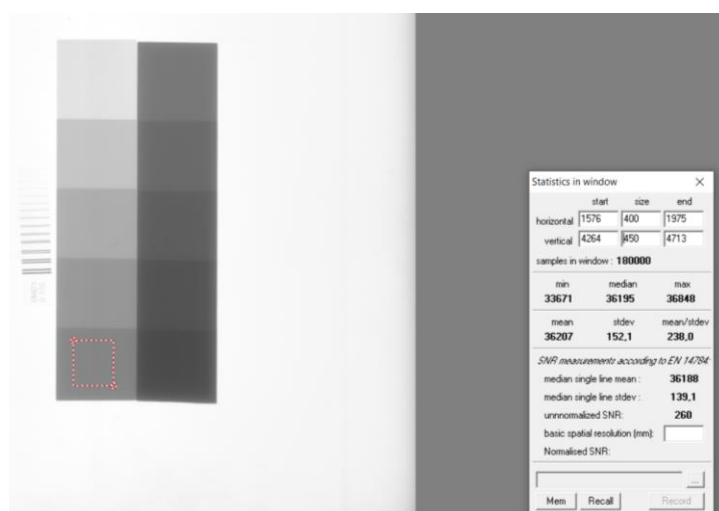 Statistics in window
start size end
horizontal 1576 400 1975
vertical 4264 450 4713
samples in window : 180000
min median max
33671 36195 36848
mean stdev mean/stdev
36207 152,1 238,0
SNR measurements according to EN 14784:
median single line mean : 36188
median single line stdev : 139,1
unnormalized SNR: 260
basic spatial resolution (mm):
Normalised SNR:
...
Mem Recall Record